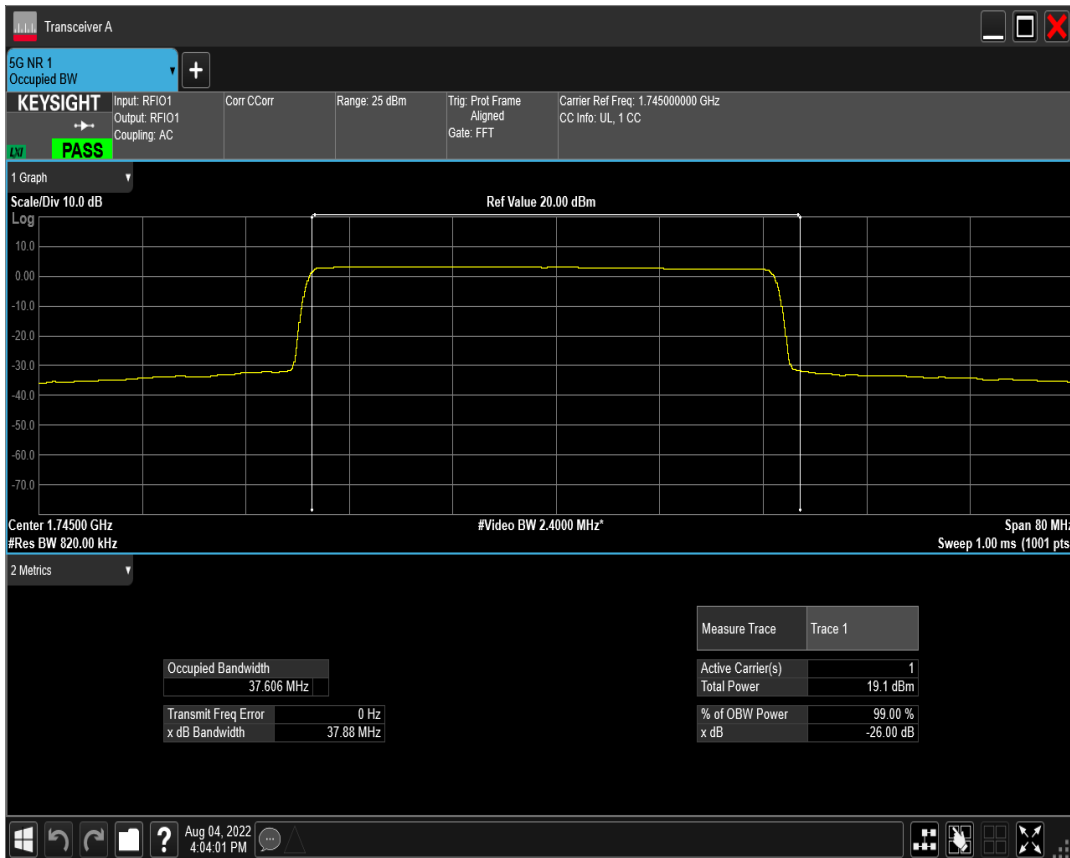 Transceiver A
5G NR 1
Occupied BW
KEYSIGHT
LXI
PASS
Input: RFIO1
Output: RFIO1
Coupling: AC
Corr CCorr
Range: 25 dBm
Trig: Prot Frame
Aligned
Gate: FFT
Carrier Ref Freq: 1.745000000 GHz
CC Info: UL, 1 CC
1 Graph
Scale/Div 10.0 dB
Ref Value 20.00 dBm
Log
10.0
0.00
-10.0
-20.0
-30.0
-40.0
-50.0
-60.0
-70.0
Center 1.74500 GHz
#Video BW 2.4000 MHz*
Span 80 MHz
#Res BW 820.00 kHz
Sweep 1.00 ms (1001 pts
2 Metrics
Measure Trace
Trace 1
Occupied Bandwidth
37.606 MHz
Transmit Freq Error
0 Hz
x dB Bandwidth
37.88 MHz
Active Carrier(s)
1
Total Power
19.1 dBm
% of OBW Power
99.00 %
x dB
-26.00 dB
?
Aug 04, 2022
4:04:01 PM